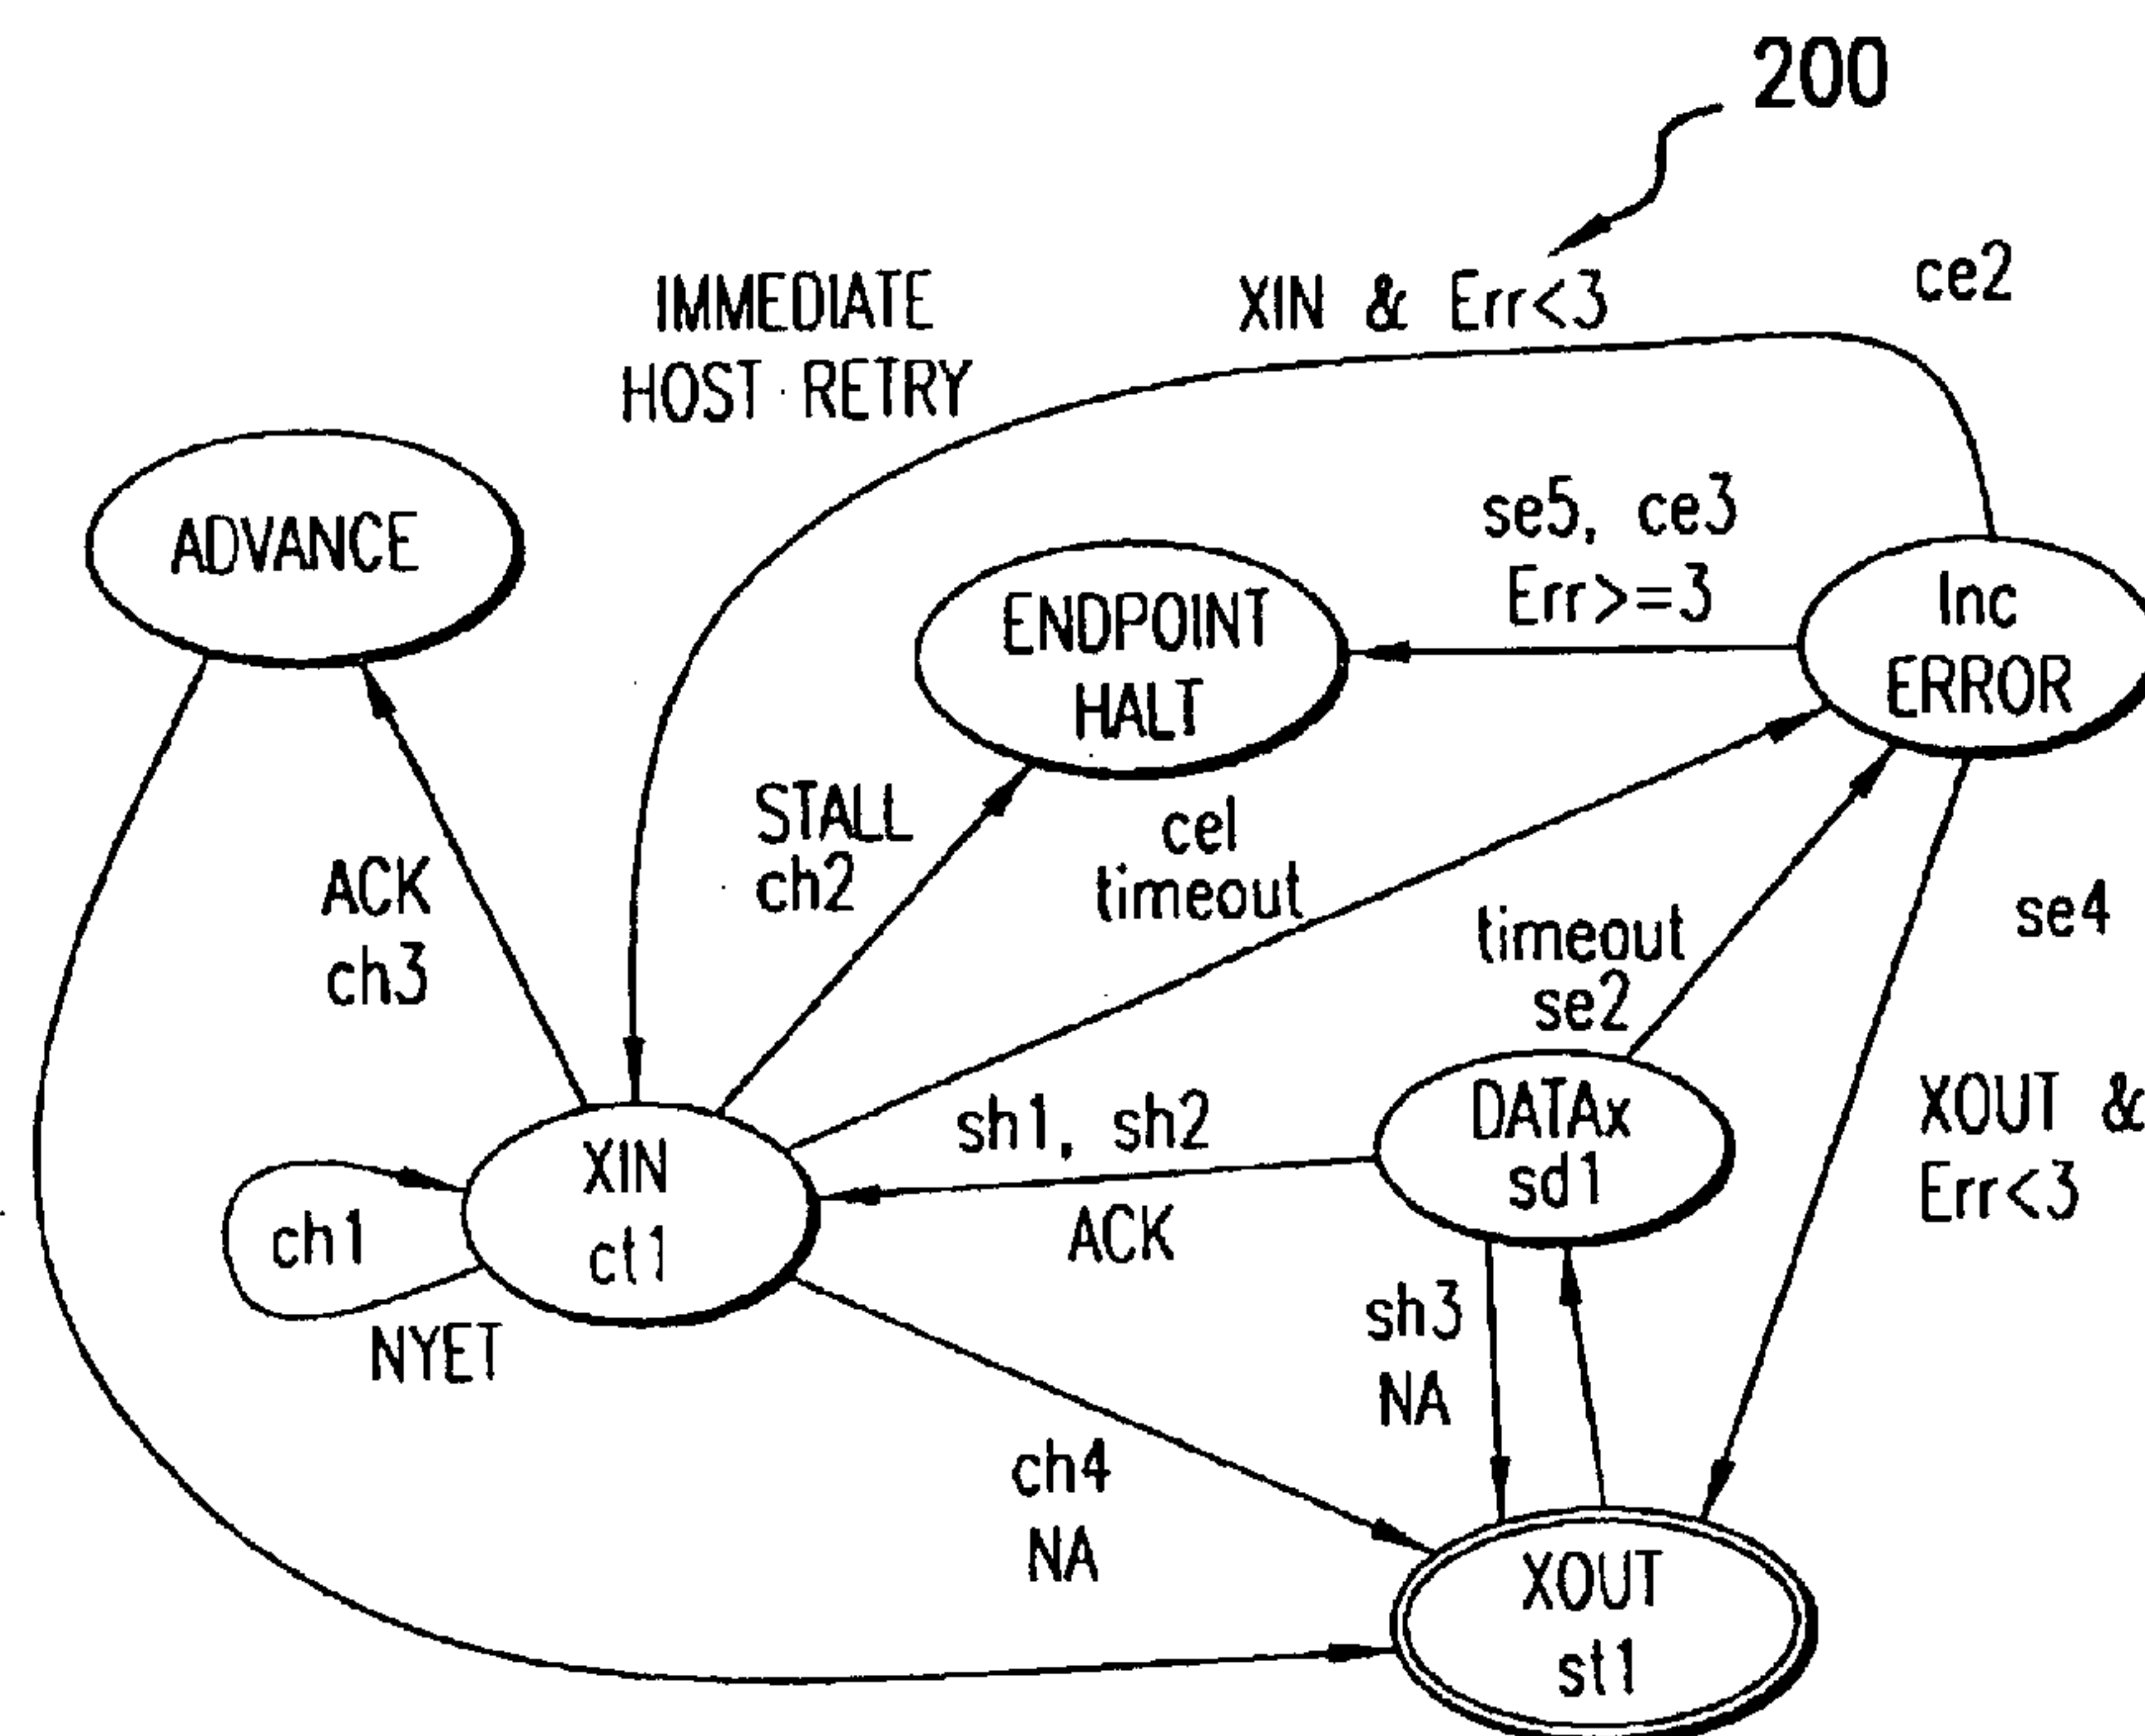 200
ce2
IMMEDIATE
HOST RETRY
XIN & Err<3
se5, ce3
Err>=3
ADVANCE
ENDPOINT
HALT
Inc
ERROR
STALL
ch2
ce1
timeout
ACK
ch3
timeout
se2
se4
XOUT &
Err<3
sh1, sh2
ACK
DATAx
sd1
XIN
ct1
ch1
NYET
sh3
NA
ch4
NA
XOUT
st1